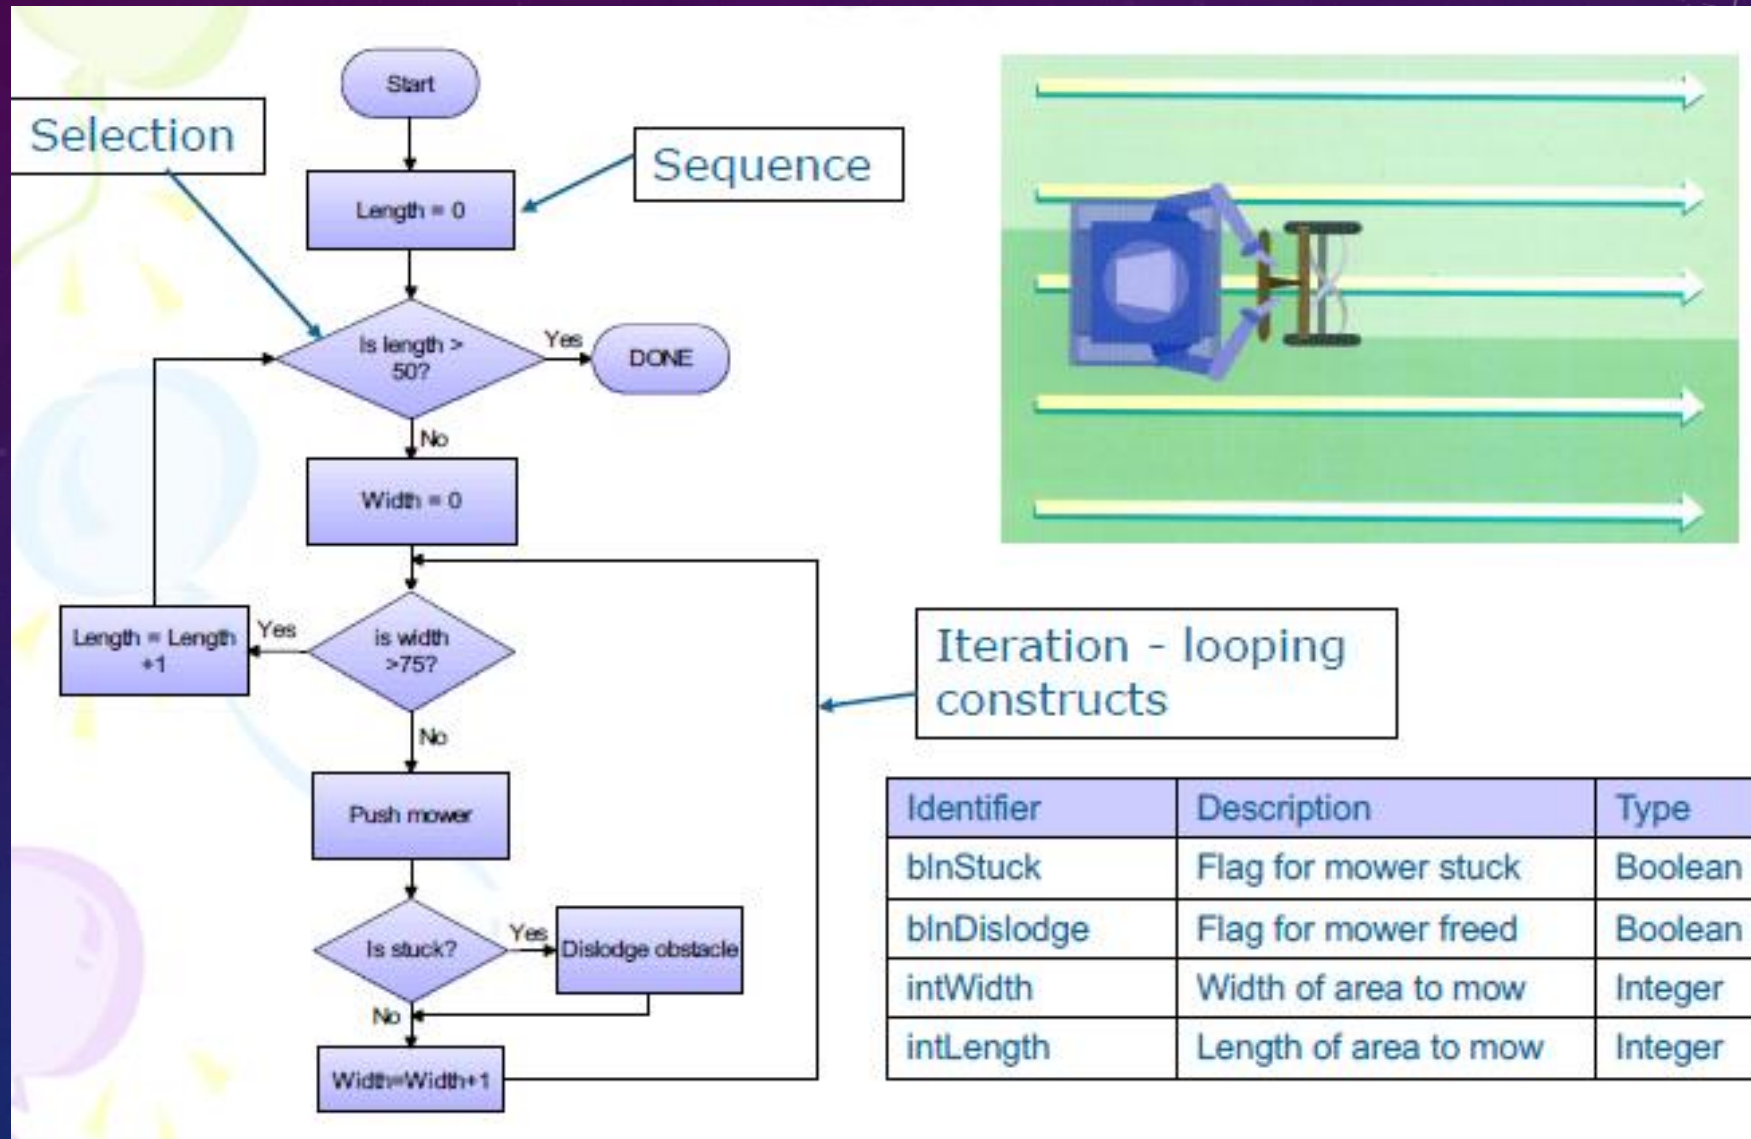 Start
Selection
Sequence
Length = 0
Is length >
50?
Yes
DONE
No
Width = 0
Length = Length
+1
Yes
is width
>75?
No
Push mower
Is stuck?
Yes
Dislodge obstacle
No
Width=Width+1
Iteration - looping
constructs
Identifier Description Type
blnStuck Flag for mower stuck Boolean
blnDislodge Flag for mower freed Boolean
intWidth Width of area to mow Integer
intLength Length of area to mow Integer